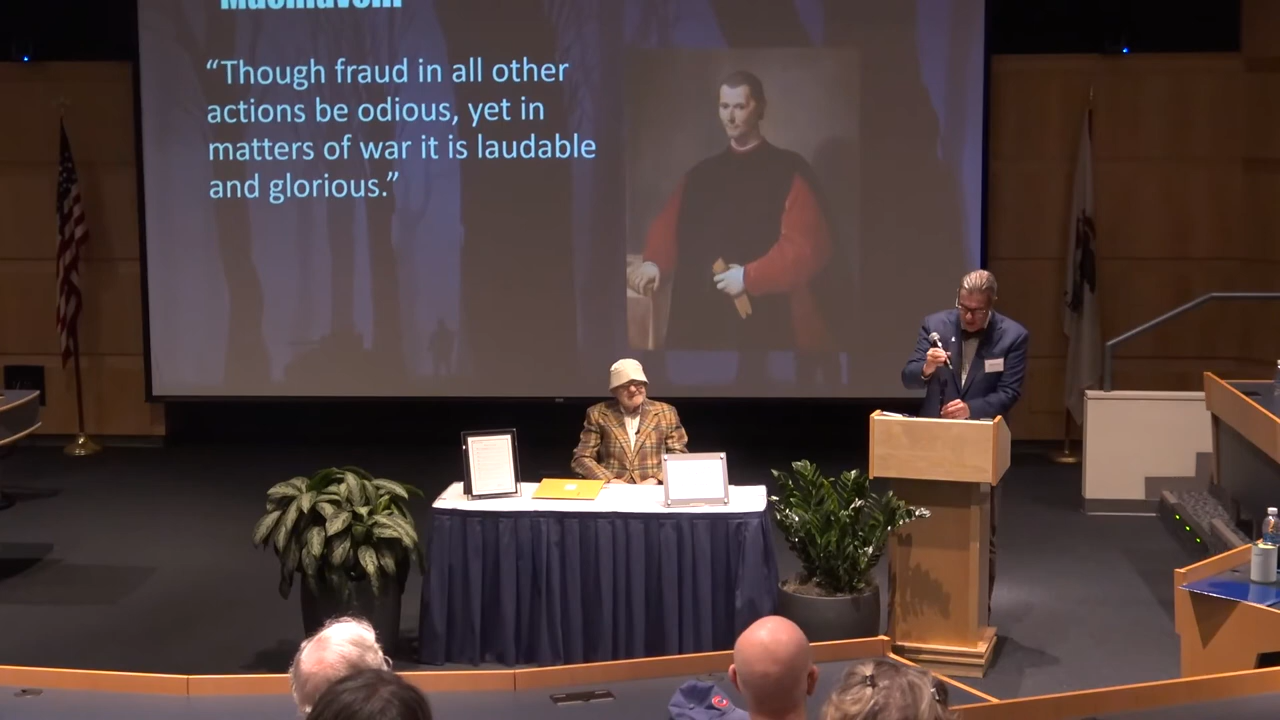 Machiavelli
“Though fraud in all other
actions be odious, yet in
matters of war it is laudable
and glorious.”